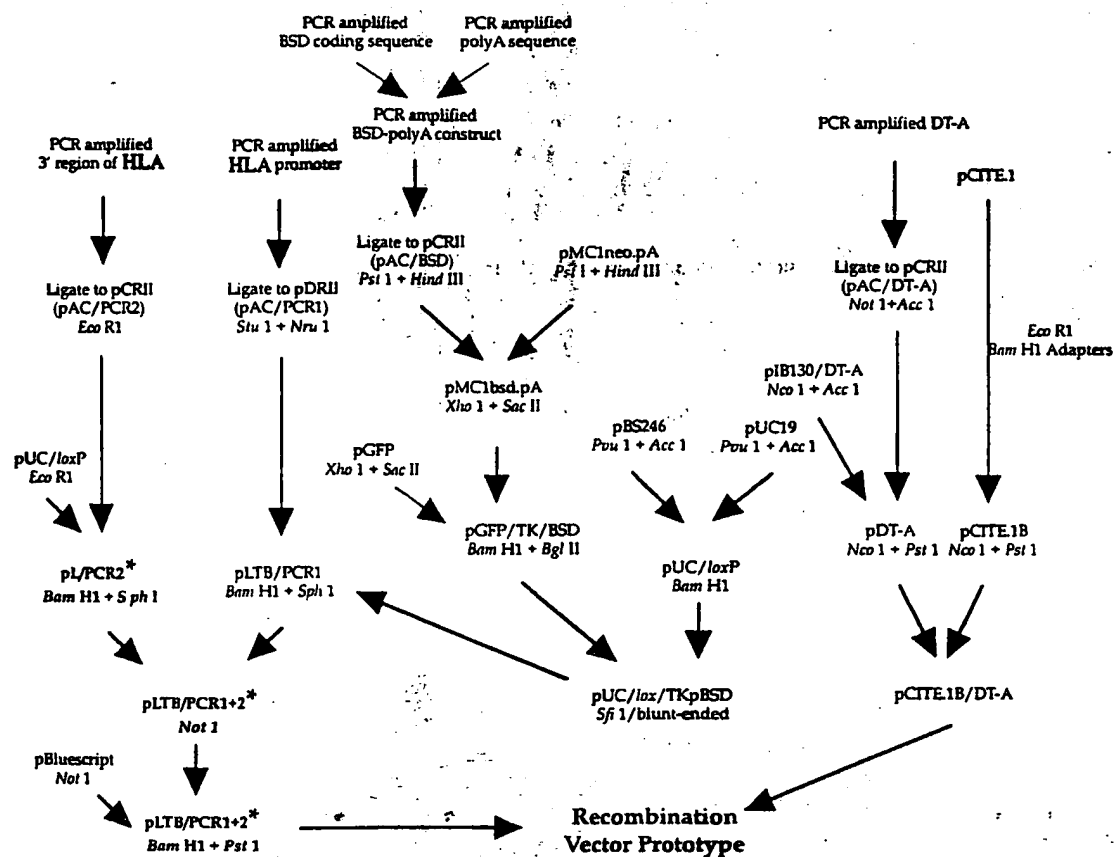 PCR amplified
BSD coding sequence
PCR amplified
polyA sequence
PCR amplified
BSD-polyA construct
PCR amplified
3' region of HLA
PCR amplified
HLA promoter
PCR amplified DT-A
pCITE.1
Ligate to pCRII
(pAC/PCR2)
Eco R1
Ligate to pDRII
(pAC/PCR1)
Stu 1 + Nru 1
Ligate to pCRII
(pAC/BSD)
Pst 1 + Hind III
pMC1neo.pA
Pst 1 + Hind III
Ligate to pCRII
(pAC/DT-A)
Not 1+Acc 1
Eco R1
Bam H1 Adapters
pMC1bsd.pA
Xho 1 + Sac II
pIB130/DT-A
Nco 1 + Acc 1
pBS246
Pvu 1 + Acc 1
pUC19
Pvu 1 + Acc 1
pUC/loxP
Eco R1
pGFP
Xho 1 + Sac II
pL/PCR2*
Bam H1 + Sph 1
pLTB/PCR1
Bam H1 + Sph 1
pGFP/TK/BSD
Bam H1 + Bgl II
pUC/loxP
Bam H1
pDT-A
Nco 1 + Pst 1
pCITE.1B
Nco 1 + Pst 1
pLTB/PCR1+2*
Not 1
pUC/lox/TKpBSD
Sfi 1/blunt-ended
pCITE.1B/DT-A
pBluescript
Not 1
pLTB/PCR1+2*
Bam H1 + Pst 1
Recombination
Vector Prototype